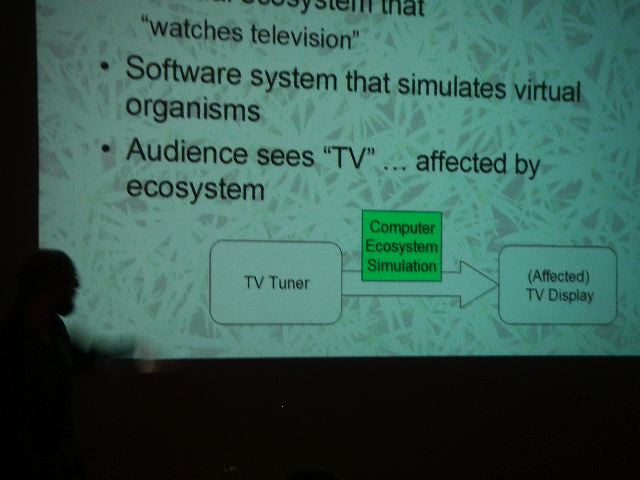 ecosystem that
“watches television”
• Software system that simulates virtual
organisms
• Audience sees “TV” … affected by
ecosystem
Computer
Ecosystem
Simulation
TV Tuner
(Affected)
TV Display